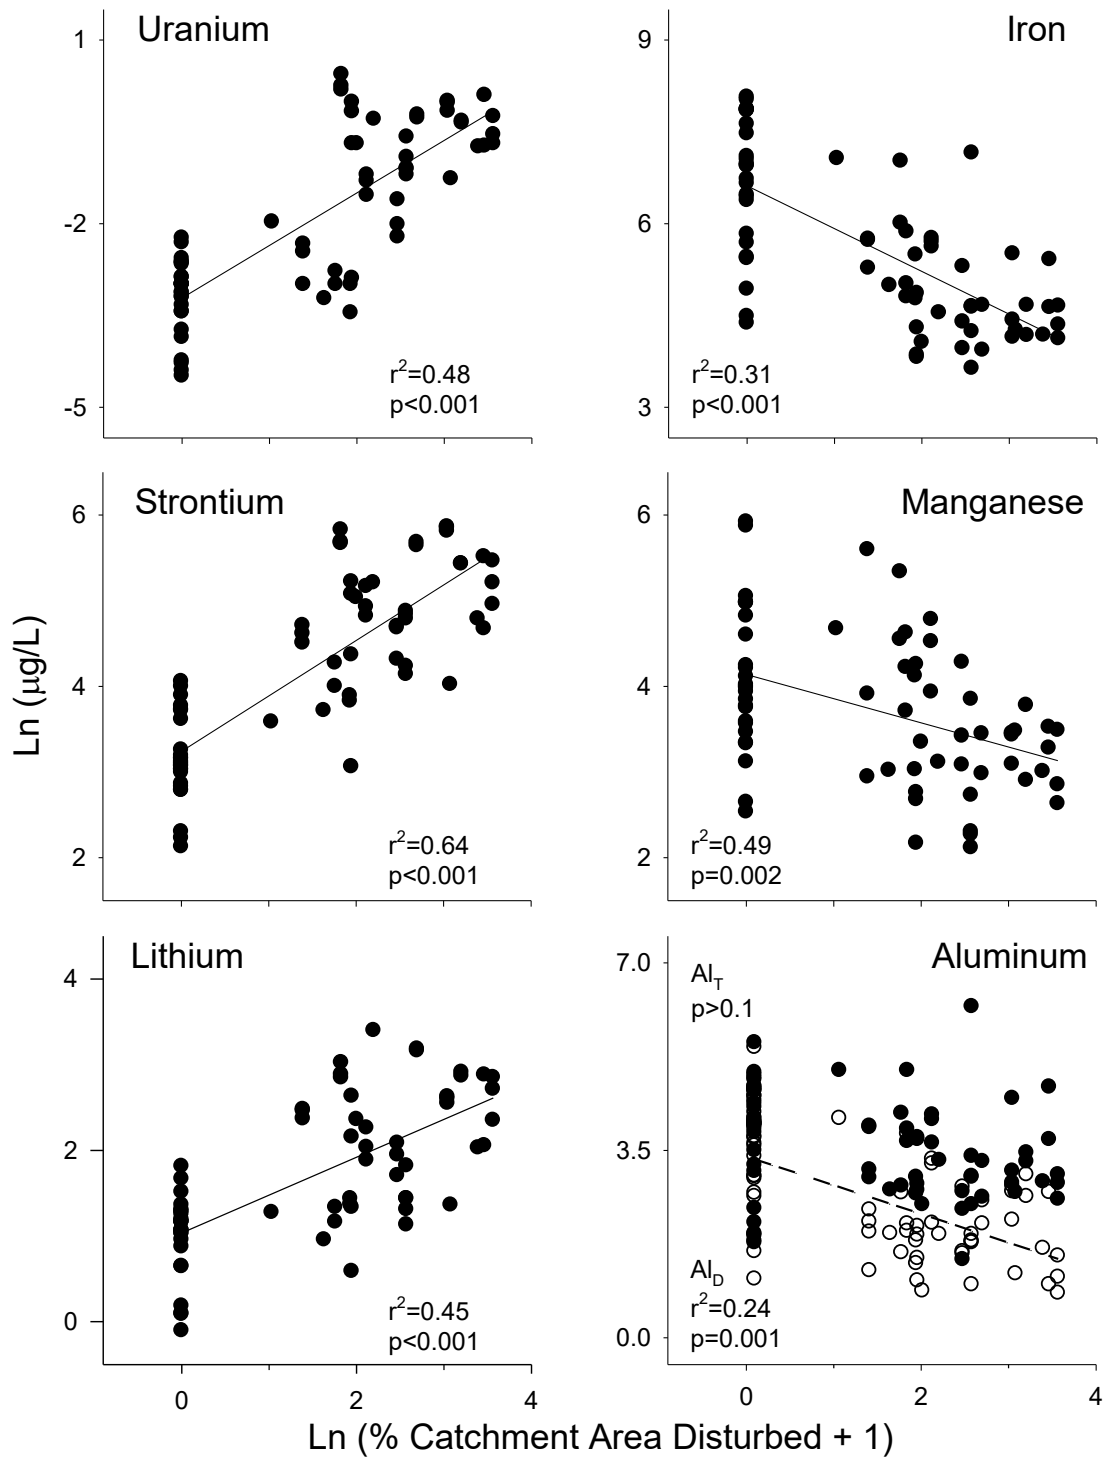 Uranium
1
-2
-5
r²=0.48
p<0.001
Iron
9
6
3
r²=0.31
p<0.001
Strontium
6
4
2
r²=0.64
p<0.001
Manganese
6
4
2
r²=0.49
p=0.002
Lithium
4
2
0
r²=0.45
p<0.001
0 2 4
Aluminum
7.0
3.5
0.0
Al_T
p>0.1
Al_D
r²=0.24
p=0.001
0 2 4
Ln (µg/L)
Ln (% Catchment Area Disturbed + 1)